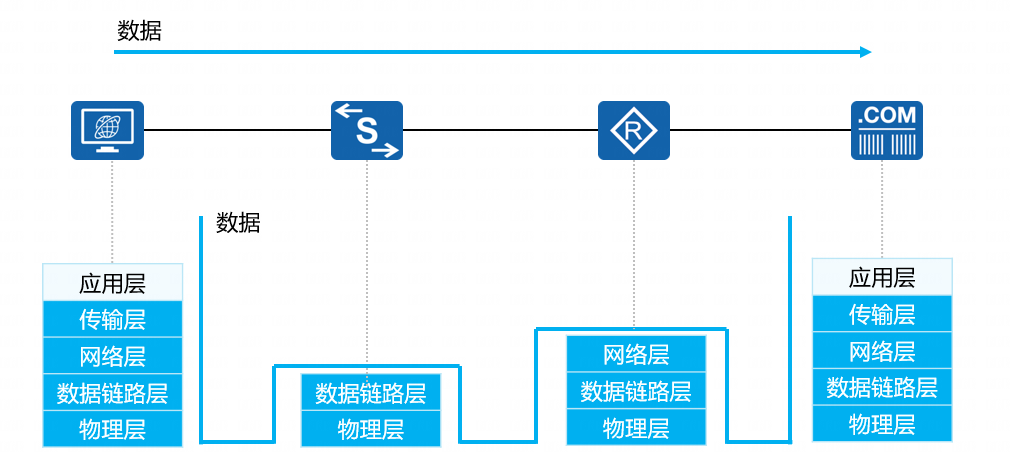 数据
S
R
.COM
数据
应用层
传输层
网络层
数据链路层
物理层
数据链路层
物理层
网络层
数据链路层
物理层
应用层
传输层
网络层
数据链路层
物理层